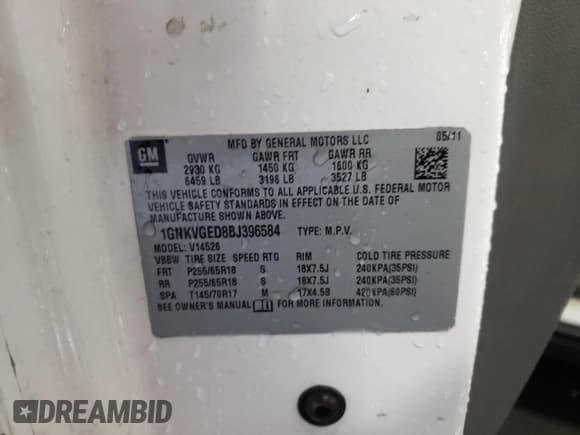 GM
MFD BY GENERAL MOTORS LLC 05/11
GVWR GAWR FRT GAWR RR
2930 KG 1450 KG 1600 KG
6459 LB 3196 LB 3527 LB
THIS VEHICLE CONFORMS TO ALL APPLICABLE U.S. FEDERAL MOTOR
VEHICLE SAFETY STANDARDS IN EFFECT ON THE DATE OF
MANUFACTURE SHOWN ABOVE.
1GNKVGED8BJ396584 TYPE: M.P.V.
MODEL: V14526
VBBW TIRE SIZE SPEED RTG RIM COLD TIRE PRESSURE
FRT P255/65R18 S 18X7.5J 240KPA(35PSI)
RR P255/65R18 S 18X7.5J 240KPA(35PSI)
SPA T145/70R17 M 17X4.5B 420KPA(60PSI)
SEE OWNER'S MANUAL FOR MORE INFORMATION.
DREAMBID